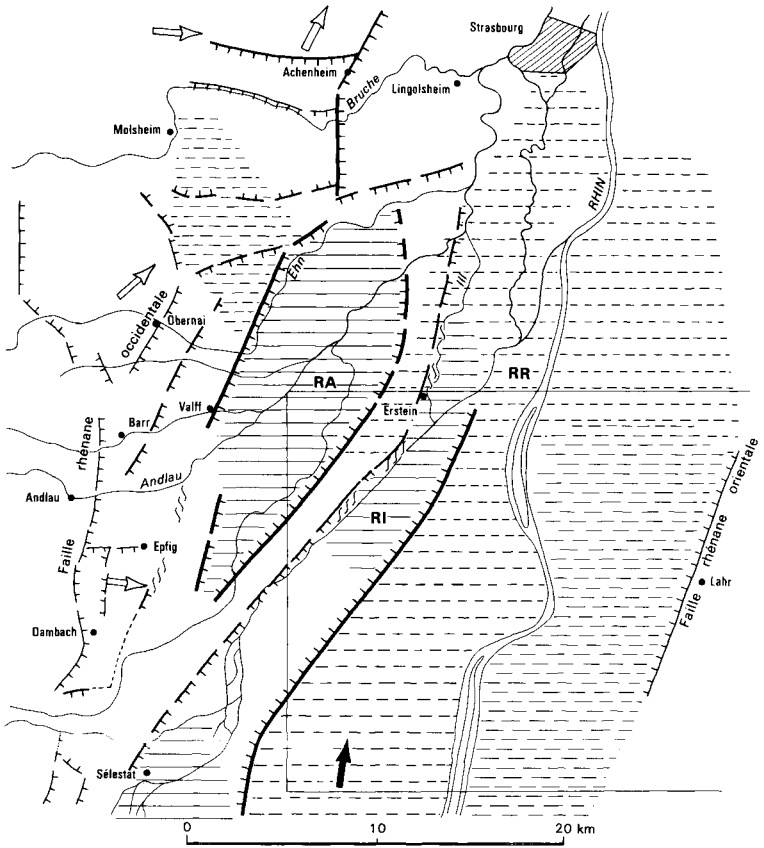 Strasbourg
Achenheim
Bruche
Lingolsheim
Molsheim
RHIN
Ehn
Ill
Faille rhénane occidentale
Obernai
RA
RR
Valff
Erstein
Barr
Andlau
Andlau
RI
Faille rhénane orientale
Epfig
Lahr
Dambach
Sélestat
0 10 20 km